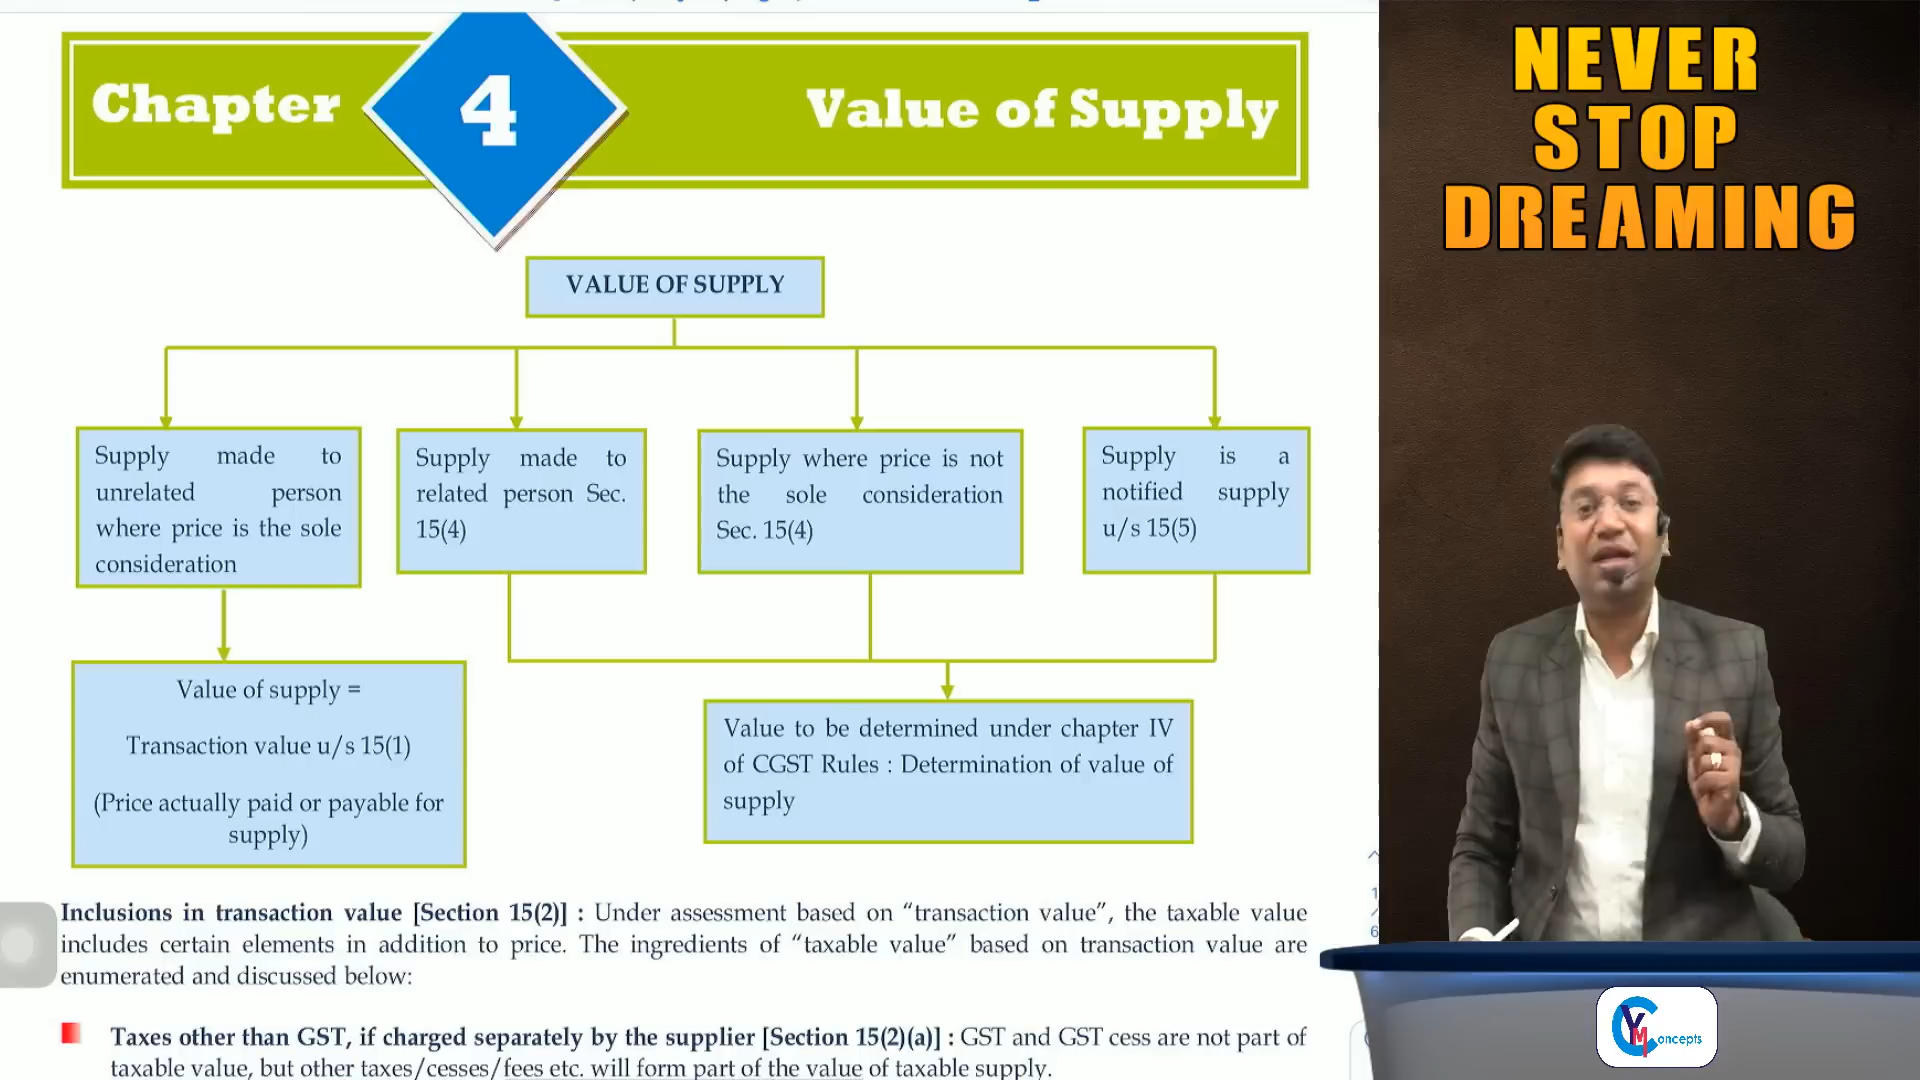 Chapter 4 Value of Supply
NEVER
STOP
DREAMING
VALUE OF SUPPLY
Supply made to
unrelated person
where price is the sole
consideration
Supply made to
related person Sec.
15(4)
Supply where price is not
the sole consideration
Sec. 15(4)
Supply is a
notified supply
u/s 15(5)
Value of supply =
Transaction value u/s 15(1)
(Price actually paid or payable for
supply)
Value to be determined under chapter IV
of CGST Rules : Determination of value of
supply
Inclusions in transaction value [Section 15(2)] : Under assessment based on “transaction value”, the taxable value
includes certain elements in addition to price. The ingredients of “taxable value” based on transaction value are
enumerated and discussed below:
Taxes other than GST, if charged separately by the supplier [Section 15(2)(a)] : GST and GST cess are not part of
taxable value, but other taxes/cesses/fees etc. will form part of the value of taxable supply.
1
6
YM Concepts